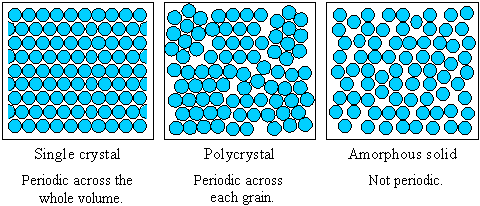 Single crystal
Periodic across the
whole volume.
Polycrystal
Periodic across
each grain.
Amorphous solid
Not periodic.